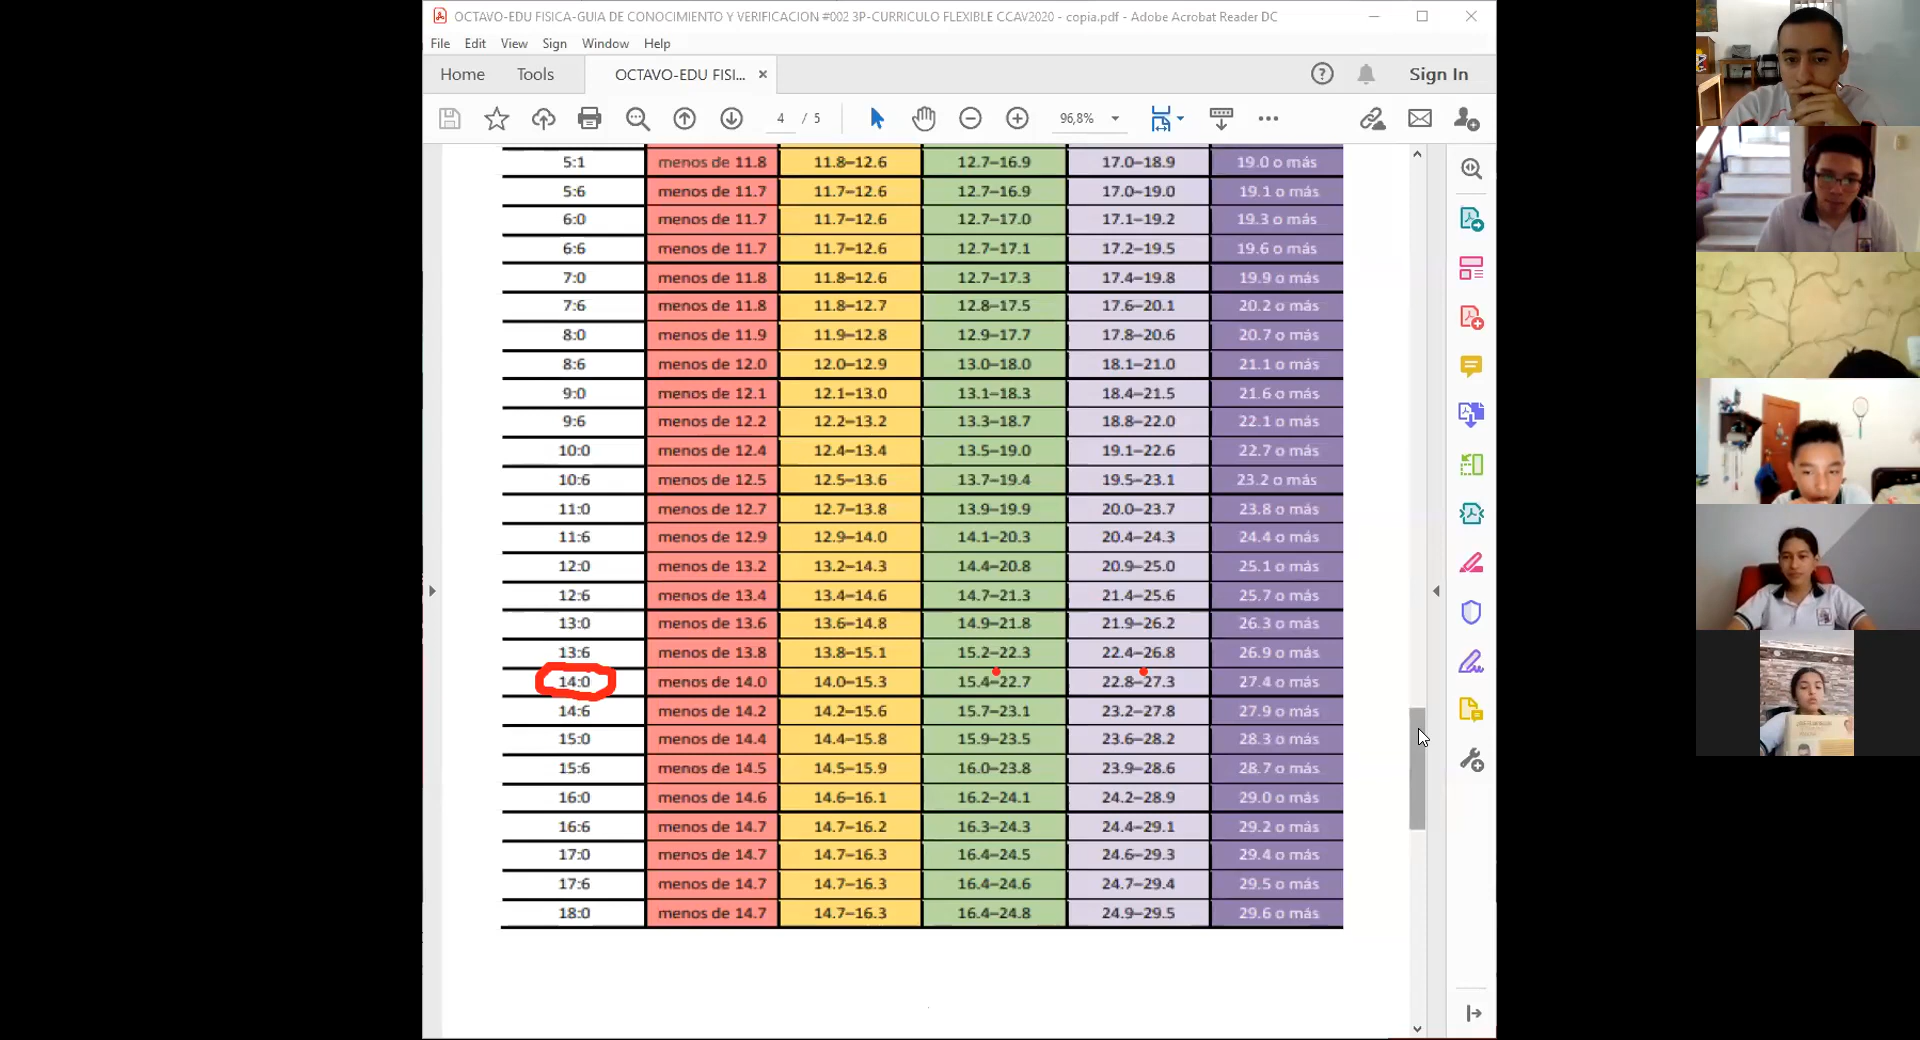 OCTAVO-EDU FISICA-GUIA DE CONOCIMIENTO Y VERIFICACION #002 3P-CURRICULO FLEXIBLE CCAV2020 - copia.pdf - Adobe Acrobat Reader DC
File Edit View Sign Window Help
Home Tools OCTAVO-EDU FISI... × Sign In
4 / 5 96,8%
5:1 menos de 11.8 11.8–12.6 12.7–16.9 17.0–18.9 19.0 o más
5:6 menos de 11.7 11.7–12.6 12.7–16.9 17.0–19.0 19.1 o más
6:0 menos de 11.7 11.7–12.6 12.7–17.0 17.1–19.2 19.3 o más
6:6 menos de 11.7 11.7–12.6 12.7–17.1 17.2–19.5 19.6 o más
7:0 menos de 11.8 11.8–12.6 12.7–17.3 17.4–19.8 19.9 o más
7:6 menos de 11.8 11.8–12.7 12.8–17.5 17.6–20.1 20.2 o más
8:0 menos de 11.9 11.9–12.8 12.9–17.7 17.8–20.6 20.7 o más
8:6 menos de 12.0 12.0–12.9 13.0–18.0 18.1–21.0 21.1 o más
9:0 menos de 12.1 12.1–13.0 13.1–18.3 18.4–21.5 21.6 o más
9:6 menos de 12.2 12.2–13.2 13.3–18.7 18.8–22.0 22.1 o más
10:0 menos de 12.4 12.4–13.4 13.5–19.0 19.1–22.6 22.7 o más
10:6 menos de 12.5 12.5–13.6 13.7–19.4 19.5–23.1 23.2 o más
11:0 menos de 12.7 12.7–13.8 13.9–19.9 20.0–23.7 23.8 o más
11:6 menos de 12.9 12.9–14.0 14.1–20.3 20.4–24.3 24.4 o más
12:0 menos de 13.2 13.2–14.3 14.4–20.8 20.9–25.0 25.1 o más
12:6 menos de 13.4 13.4–14.6 14.7–21.3 21.4–25.6 25.7 o más
13:0 menos de 13.6 13.6–14.8 14.9–21.8 21.9–26.2 26.3 o más
13:6 menos de 13.8 13.8–15.1 15.2–22.3 22.4–26.8 26.9 o más
14:0 menos de 14.0 14.0–15.3 15.4–22.7 22.8–27.3 27.4 o más
14:6 menos de 14.2 14.2–15.6 15.7–23.1 23.2–27.8 27.9 o más
15:0 menos de 14.4 14.4–15.8 15.9–23.5 23.6–28.2 28.3 o más
15:6 menos de 14.5 14.5–15.9 16.0–23.8 23.9–28.6 28.7 o más
16:0 menos de 14.6 14.6–16.1 16.2–24.1 24.2–28.9 29.0 o más
16:6 menos de 14.7 14.7–16.2 16.3–24.3 24.4–29.1 29.2 o más
17:0 menos de 14.7 14.7–16.3 16.4–24.5 24.6–29.3 29.4 o más
17:6 menos de 14.7 14.7–16.3 16.4–24.6 24.7–29.4 29.5 o más
18:0 menos de 14.7 14.7–16.3 16.4–24.8 24.9–29.5 29.6 o más